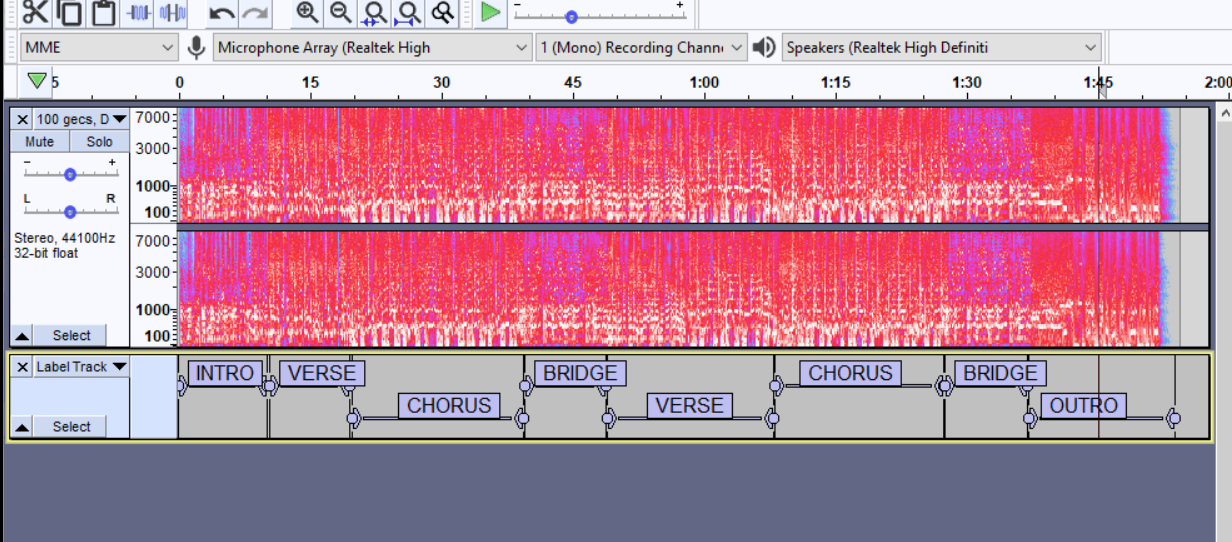 - +
MME Microphone Array (Realtek High 1 (Mono) Recording Channe Speakers (Realtek High Definiti
5 0 15 30 45 1:00 1:15 1:30 1:45 2:00
100 gecs, D
Mute Solo
- +
L R
Stereo, 44100Hz
32-bit float
Select
7000
3000
1000
100
7000
3000
1000
100
Label Track
Select
INTRO VERSE BRIDGE CHORUS BRIDGE
CHORUS VERSE OUTRO